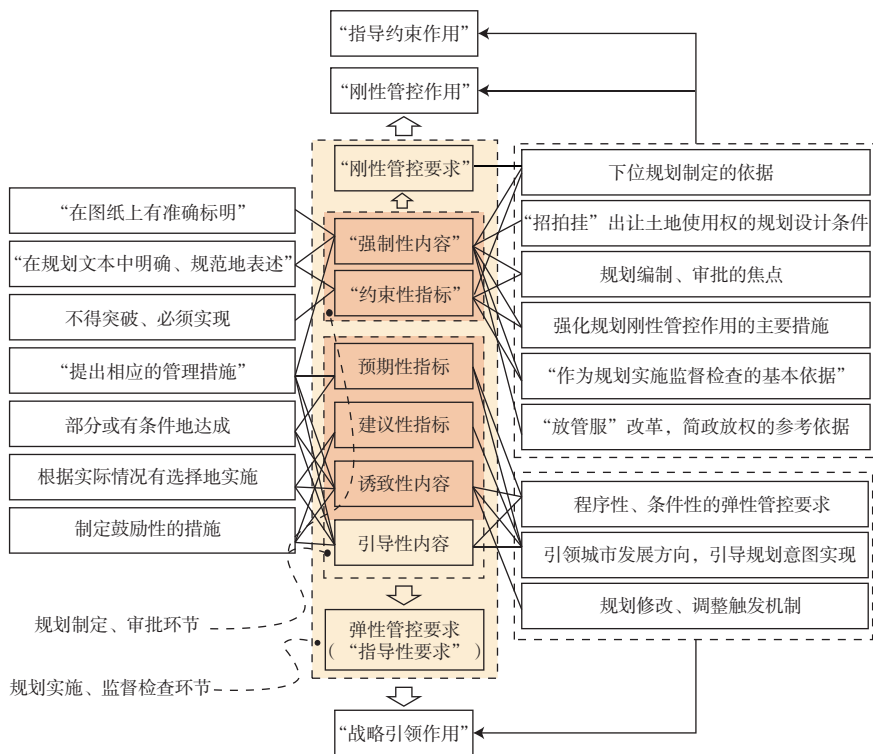 “指导约束作用”
“刚性管控作用”
“刚性管控要求”
“强制性内容”
“约束性指标”
预期性指标
建议性指标
诱致性内容
引导性内容
弹性管控要求
（“指导性要求”）
“战略引领作用”
“在图纸上有准确标明”
“在规划文本中明确、规范地表述”
不得突破、必须实现
“提出相应的管理措施”
部分或有条件地达成
根据实际情况有选择地实施
制定鼓励性的措施
规划制定、审批环节
规划实施、监督检查环节
下位规划制定的依据
“招拍挂”出让土地使用权的规划设计条件
规划编制、审批的焦点
强化规划刚性管控作用的主要措施
“作为规划实施监督检查的基本依据”
“放管服”改革，简政放权的参考依据
程序性、条件性的弹性管控要求
引领城市发展方向，引导规划意图实现
规划修改、调整触发机制